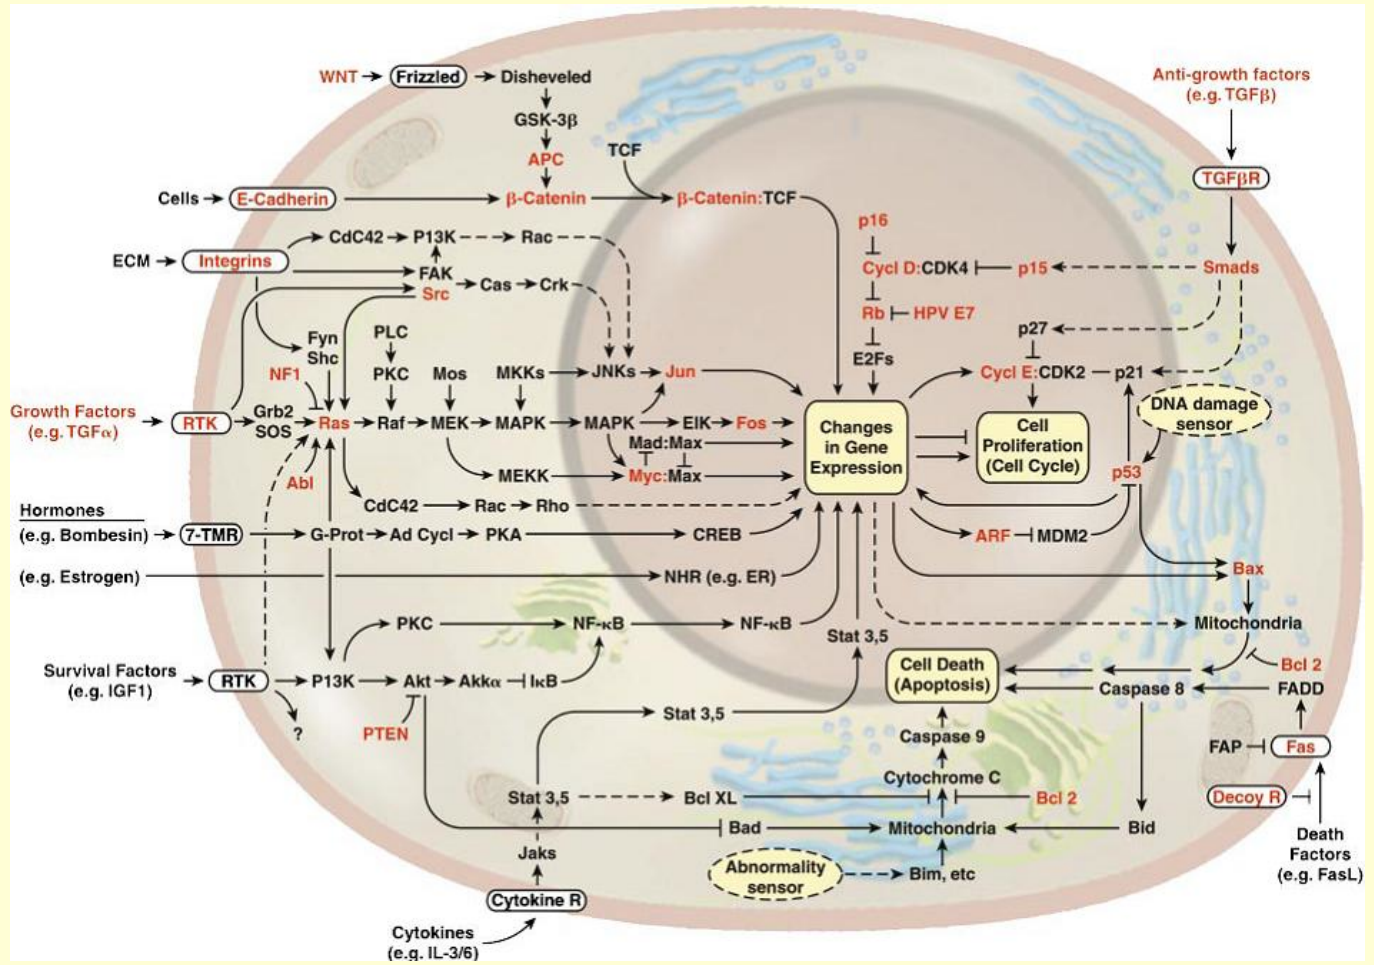 WNT
Frizzled
Disheveled
GSK-3β
APC
TCF
Cells
E-Cadherin
β-Catenin
β-Catenin:TCF
ECM
Integrins
CdC42
P13K
Rac
FAK
Src
Cas
Crk
Fyn
Shc
PLC
NF1
PKC
Mos
MKKs
JNKs
Jun
Growth Factors
(e.g. TGFα)
RTK
Grb2
SOS
Ras
Raf
MEK
MAPK
MAPK
ElK
Fos
Mad:Max
MEKK
Myc:Max
Abl
CdC42
Rac
Rho
Hormones
(e.g. Bombesin)
7-TMR
G-Prot
Ad Cycl
PKA
CREB
(e.g. Estrogen)
NHR (e.g. ER)
PKC
NF-κB
NF-κB
Survival Factors
(e.g. IGF1)
RTK
P13K
Akt
Akkα
IκB
?
PTEN
Stat 3,5
Stat 3,5
Stat 3,5
Bcl XL
Jaks
Cytokine R
Cytokines
(e.g. IL-3/6)
Anti-growth factors
(e.g. TGFβ)
TGFβR
Smads
p16
Cycl D:CDK4
p15
Rb
HPV E7
E2Fs
p27
Cycl E:CDK2
p21
DNA damage
sensor
Changes
in Gene
Expression
Cell
Proliferation
(Cell Cycle)
p53
ARF
MDM2
Bax
Mitochondria
Bcl 2
Cell Death
(Apoptosis)
Caspase 8
FADD
FAP
Fas
Caspase 9
Cytochrome C
Bcl 2
Decoy R
Bad
Mitochondria
Bid
Death
Factors
(e.g. FasL)
Abnormality
sensor
Bim, etc